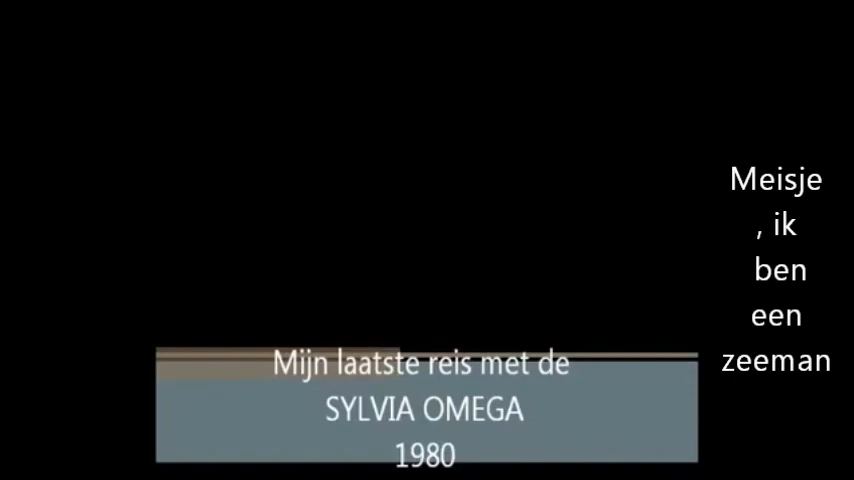 Meisje
, ik
ben
een
zeeman
Mijn laatste reis met de
SYLVIA OMEGA
1980